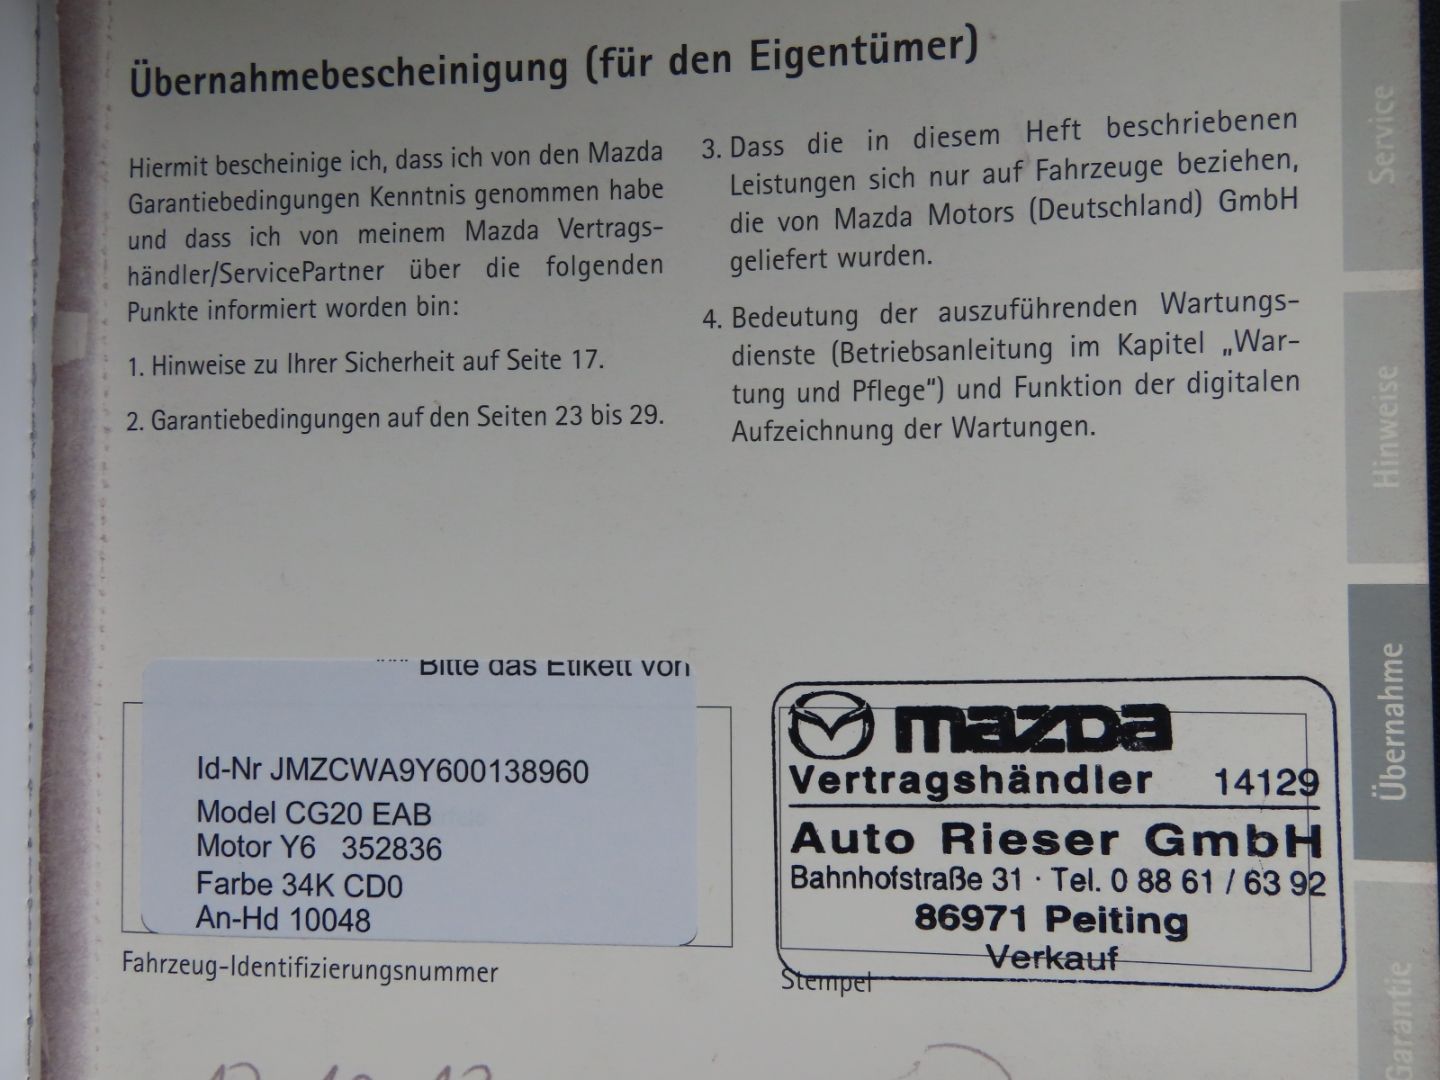 Übernahmebescheinigung (für den Eigentümer)
Hiermit bescheinige ich, dass ich von den Mazda
Garantiebedingungen Kenntnis genommen habe
und dass ich von meinem Mazda Vertrags-
händler/ServicePartner über die folgenden
Punkte informiert worden bin:
1. Hinweise zu Ihrer Sicherheit auf Seite 17.
2. Garantiebedingungen auf den Seiten 23 bis 29.
3. Dass die in diesem Heft beschriebenen
Leistungen sich nur auf Fahrzeuge beziehen,
die von Mazda Motors (Deutschland) GmbH
geliefert wurden.
4. Bedeutung der auszuführenden Wartungs-
dienste (Betriebsanleitung im Kapitel „War-
tung und Pflege“) und Funktion der digitalen
Aufzeichnung der Wartungen.
Bitte das Etikett von
Id-Nr JMZCWA9Y600138960
Model CG20 EAB
Motor Y6 352836
Farbe 34K CD0
An-Hd 10048
Fahrzeug-Identifizierungsnummer
mazda
Vertragshändler 14129
Auto Rieser GmbH
Bahnhofstraße 31 · Tel. 0 88 61 / 63 92
86971 Peiting
Verkauf
Stempel
Service
Hinweise
Übernahme
Garantie